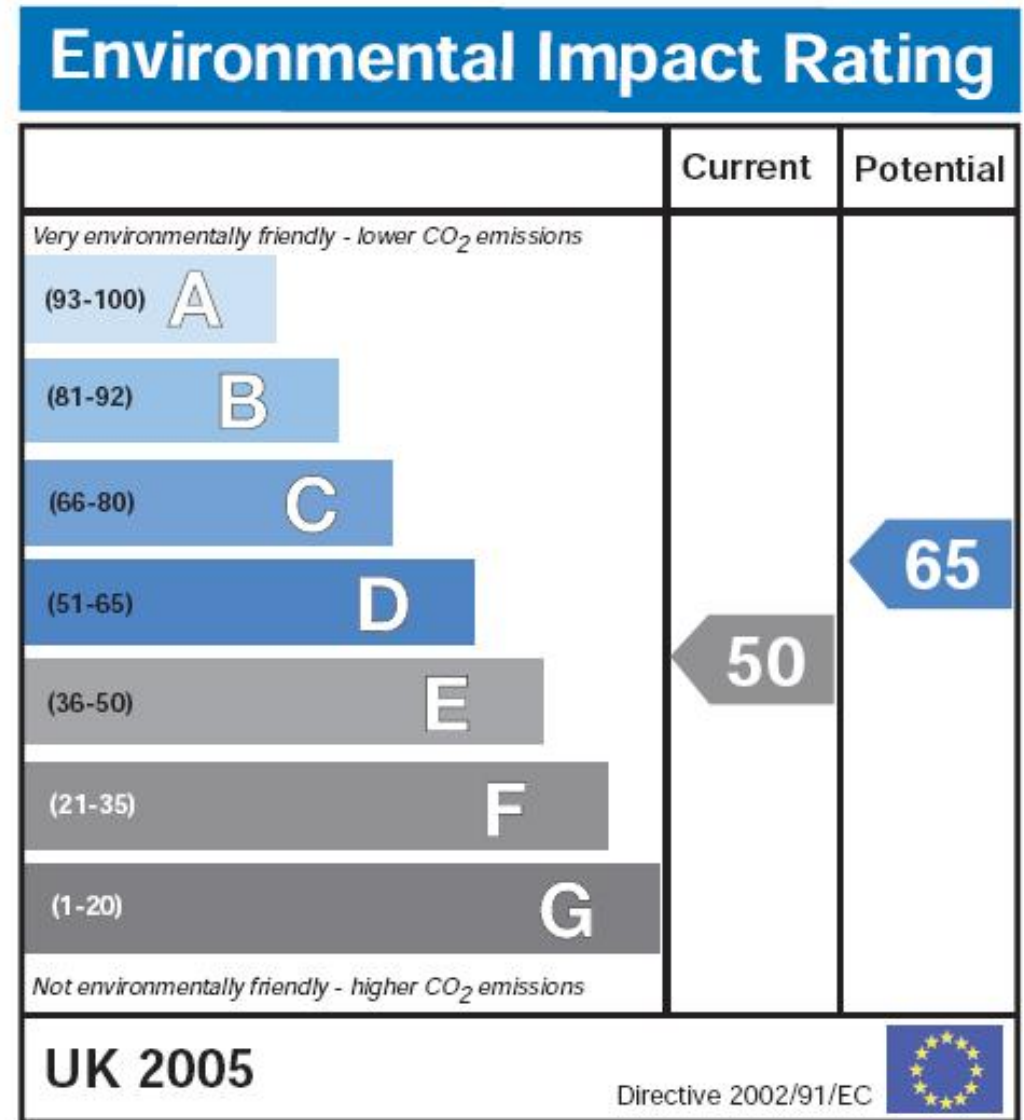 Environmental Impact Rating
Current Potential
Very environmentally friendly - lower CO2 emissions
(93-100) A
(81-92) B
(66-80) C
(51-65) D
(36-50) E
(21-35) F
(1-20) G
65
50
Not environmentally friendly - higher CO2 emissions
UK 2005
Directive 2002/91/EC